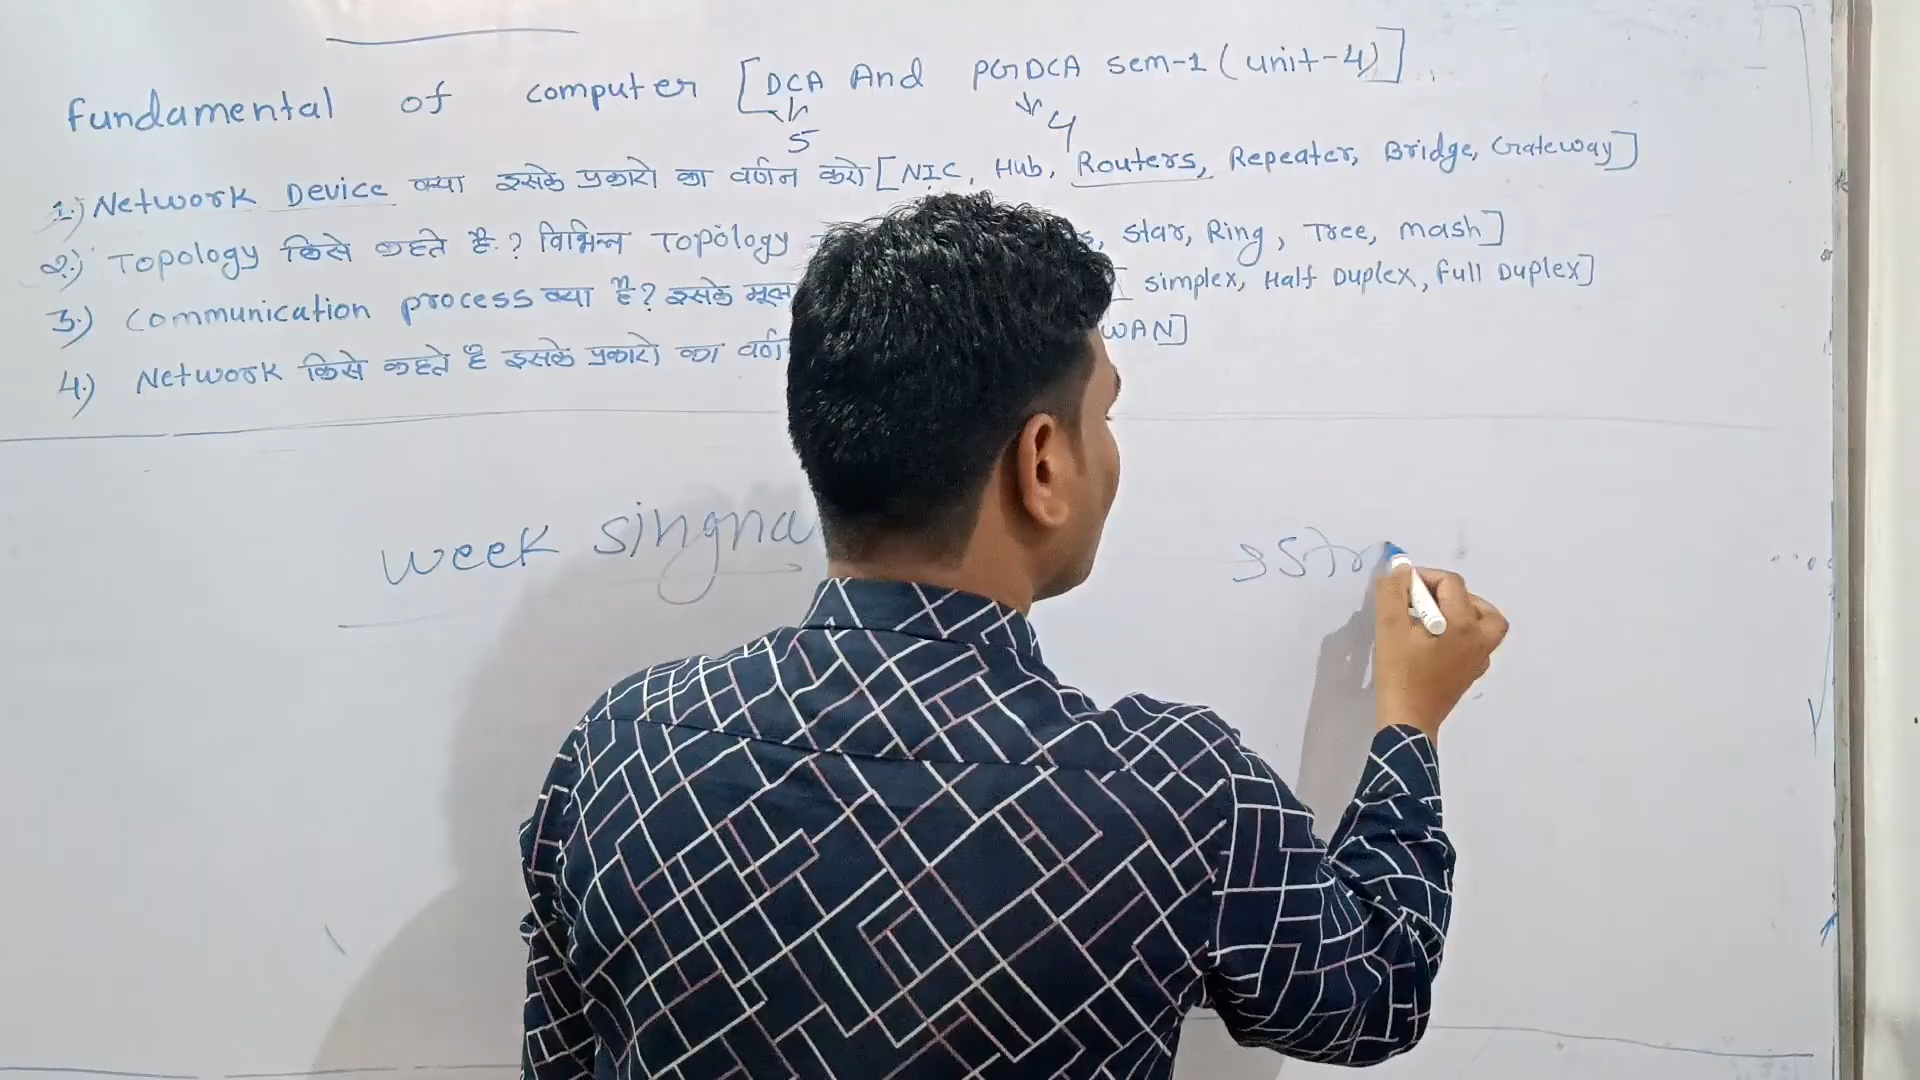 Fundamental of computer [DCA And PGDCA sem-1 (unit-4)]
5 4
1.) Network Device क्या इसके प्रकारो का वर्णन करो [NIC, Hub, Routers, Repeater, Bridge, Gateway]
2.) Topology किसे कहते है.? विभिन्न Topology star, Ring, Tree, mash]
3.) Communication process क्या है? इसके simplex, Half Duplex, Full Duplex]
4.) Network किसे कहते है इसके प्रकारो का WAN]
week singna